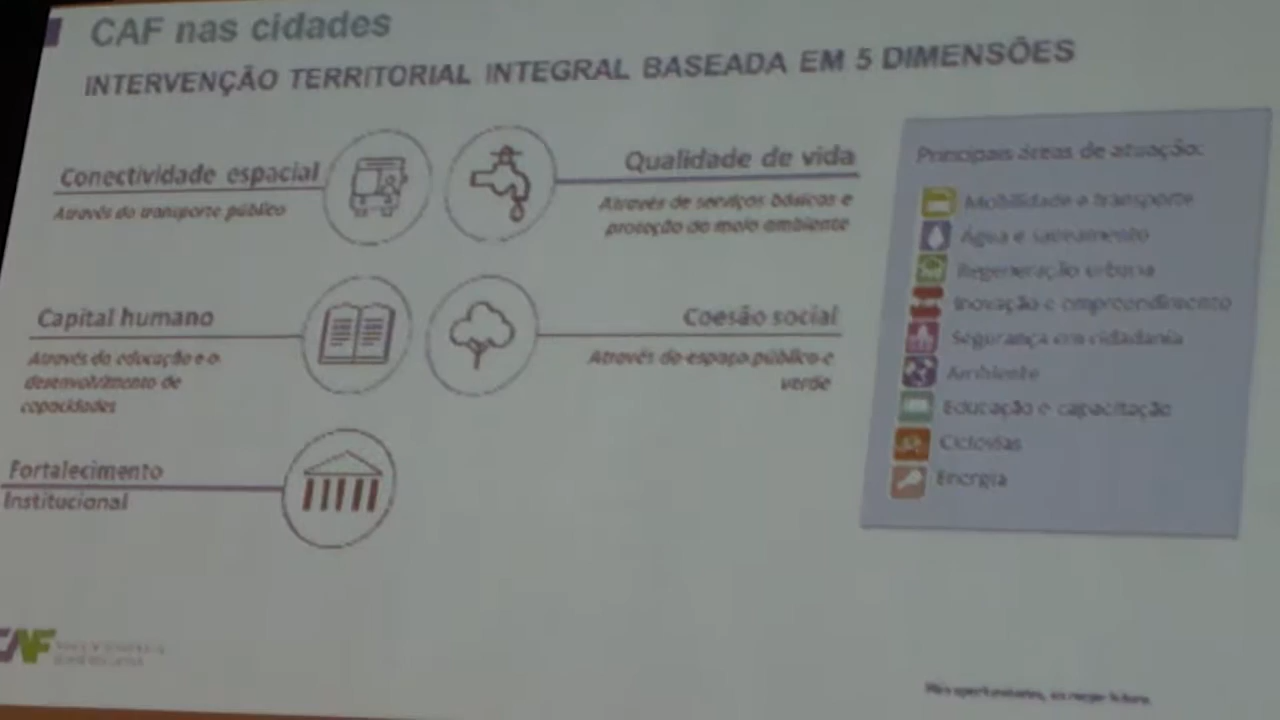 CAF nas cidades
INTERVENÇÃO TERRITORIAL INTEGRAL BASEADA EM 5 DIMENSÕES
Conectividade espacial
Através do transporte público
Qualidade de vida
Através de serviços básicos e
proteção do meio ambiente
Capital humano
Através da educação e o
desenvolvimento de
capacidades
Coesão social
Através do espaço público e
verde
Fortalecimento
Institucional
Principais áreas de atuação:
Mobilidade e transporte
Água e saneamento
Regeneração urbana
Inovação e empreendimento
Segurança em cidadania
Ambiente
Educação e capacitação
Ciclovias
Energia
CAF